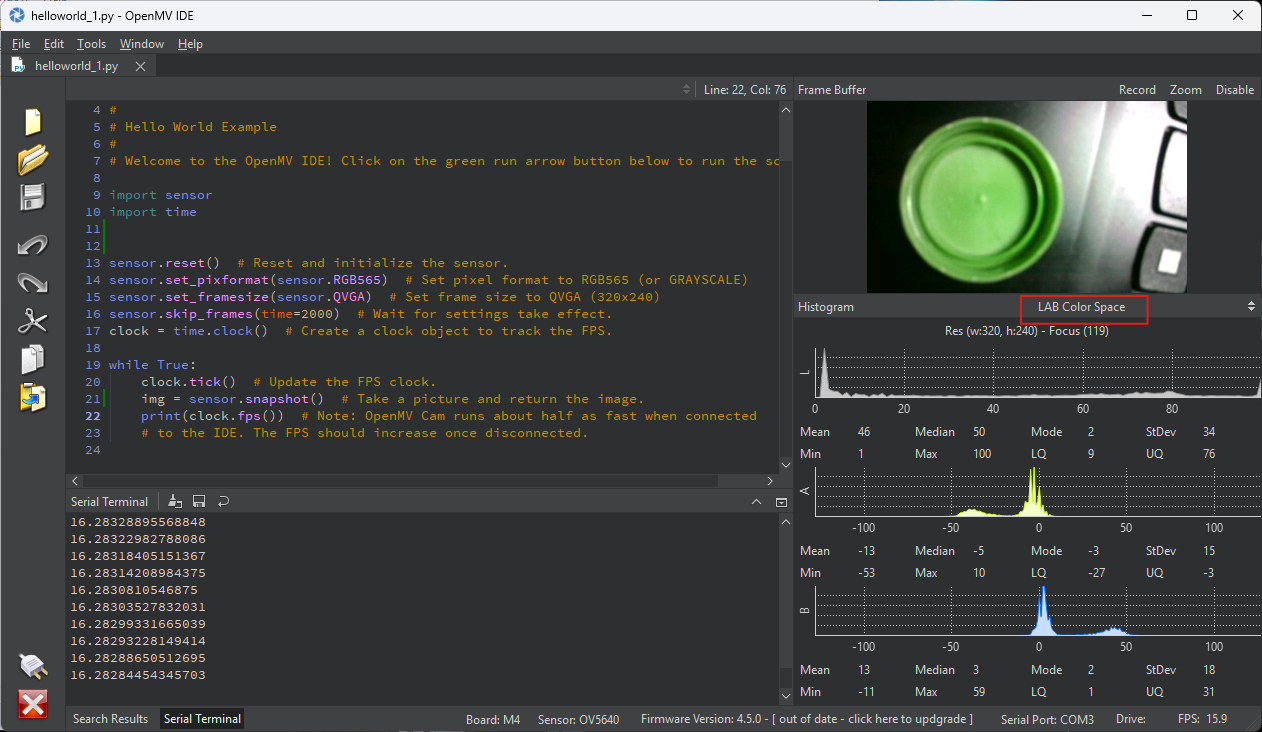 helloworld_1.py - OpenMV IDE
File Edit Tools Window Help
helloworld_1.py
Line: 22, Col: 76
4 #
5 # Hello World Example
6 #
7 # Welcome to the OpenMV IDE! Click on the green run arrow button below to run the sc
8
9 import sensor
10 import time
11
12
13 sensor.reset()  # Reset and initialize the sensor.
14 sensor.set_pixformat(sensor.RGB565)  # Set pixel format to RGB565 (or GRAYSCALE)
15 sensor.set_framesize(sensor.QVGA)  # Set frame size to QVGA (320x240)
16 sensor.skip_frames(time=2000)  # Wait for settings take effect.
17 clock = time.clock()  # Create a clock object to track the FPS.
18
19 while True:
20     clock.tick()  # Update the FPS clock.
21     img = sensor.snapshot()  # Take a picture and return the image.
22     print(clock.fps())  # Note: OpenMV Cam runs about half as fast when connected
23     # to the IDE. The FPS should increase once disconnected.
24
Serial Terminal
16.28328895568848
16.28322982788086
16.28318405151367
16.28314208984375
16.2830810546875
16.28303527832031
16.28299331665039
16.28293228149414
16.28288650512695
16.28284454345703
Frame Buffer Record Zoom Disable
Histogram LAB Color Space
Res (w:320, h:240) - Focus (119)
L
0 20 40 60 80
Mean 46 Median 50 Mode 2 StDev 34
Min 1 Max 100 LQ 9 UQ 76
A
-100 -50 0 50 100
Mean -13 Median -5 Mode -3 StDev 15
Min -53 Max 10 LQ -27 UQ -3
B
-100 -50 0 50 100
Mean 13 Median 3 Mode 2 StDev 18
Min -11 Max 59 LQ 1 UQ 31
Search Results Serial Terminal Board: M4 Sensor: OV5640 Firmware Version: 4.5.0 - [ out of date - click here to updgrade ] Serial Port: COM3 Drive: FPS: 15.9